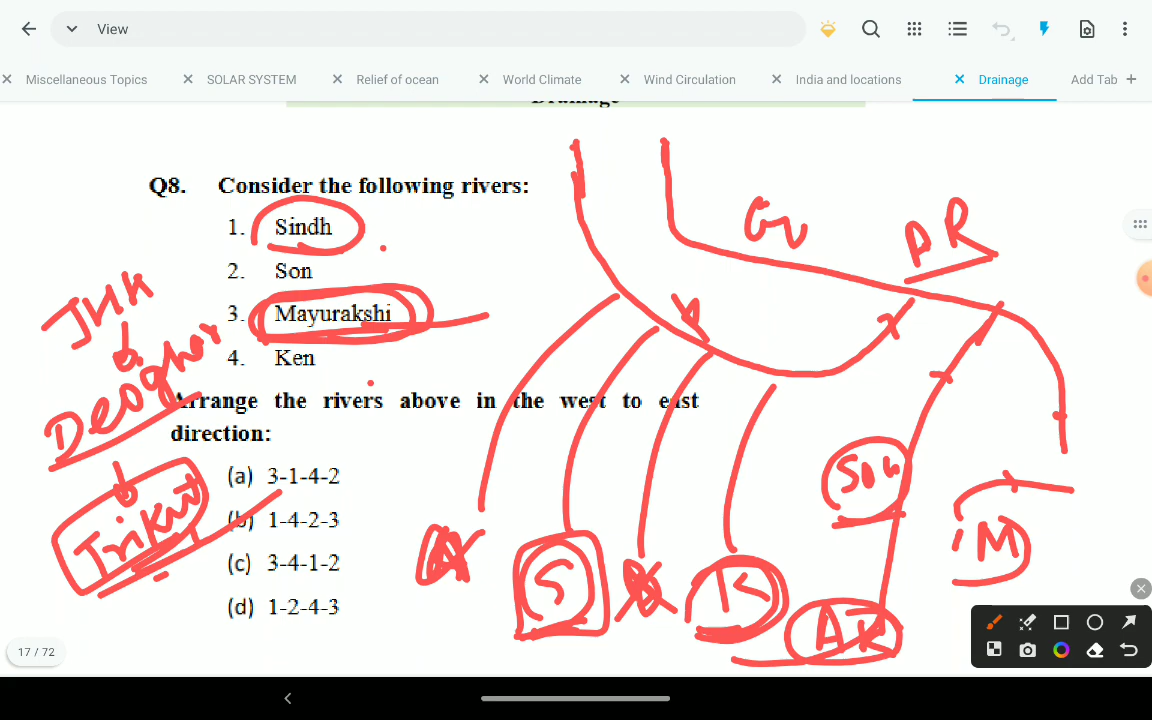 View
Miscellaneous Topics
SOLAR SYSTEM
Relief of ocean
World Climate
Wind Circulation
India and locations
Drainage
Add Tab +
Drainage
Q8. Consider the following rivers:
1. Sindh
2. Son
3. Mayurakshi
4. Ken
Arrange the rivers above in the west to east
direction:
(a) 3-1-4-2
(b) 1-4-2-3
(c) 3-4-1-2
(d) 1-2-4-3
JHK
Deoghar
Trikut
S
K
AK
Son
M
17 / 72